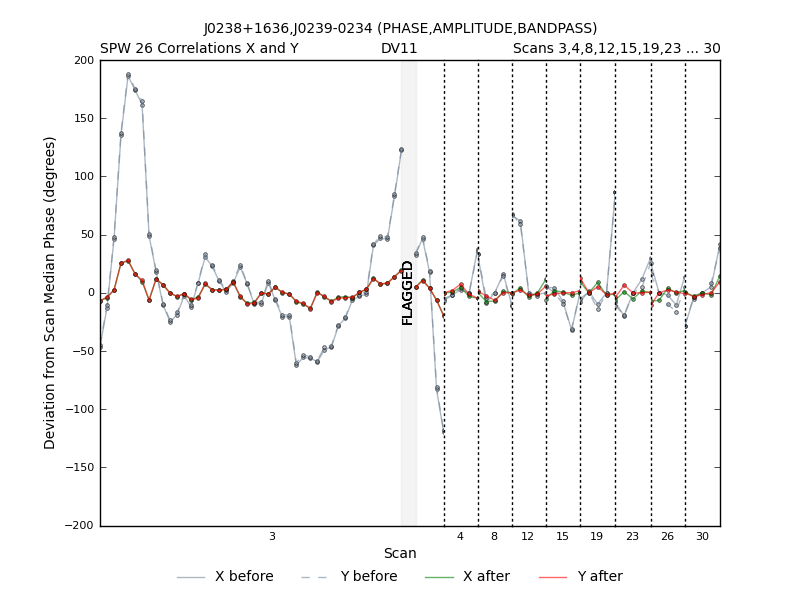 J0238+1636,J0239-0234 (PHASE,AMPLITUDE,BANDPASS)
SPW 26 Correlations X and Y DV11 Scans 3,4,8,12,15,19,23 ... 30
200
150
100
50
0
−50
−100
−150
−200
Deviation from Scan Median Phase (degrees)
FLAGGED
3 4 8 12 15 19 23 26 30
Scan
X before Y before X after Y after